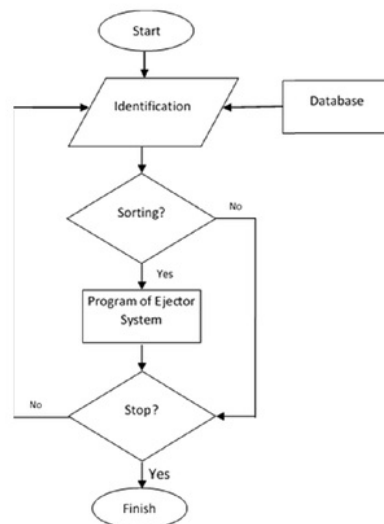 Start
Identification
Database
Sorting?
No
Yes
Program of Ejector
System
Stop?
No
Yes
Finish